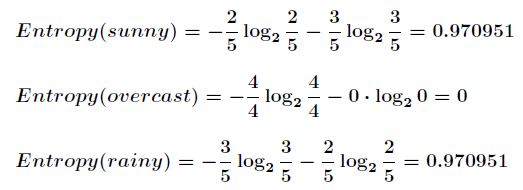 Entropy(sunny) = −2/5 log₂ 2/5 − 3/5 log₂ 3/5 = 0.970951
Entropy(overcast) = −4/4 log₂ 4/4 − 0 · log₂ 0 = 0
Entropy(rainy) = −3/5 log₂ 3/5 − 2/5 log₂ 2/5 = 0.970951